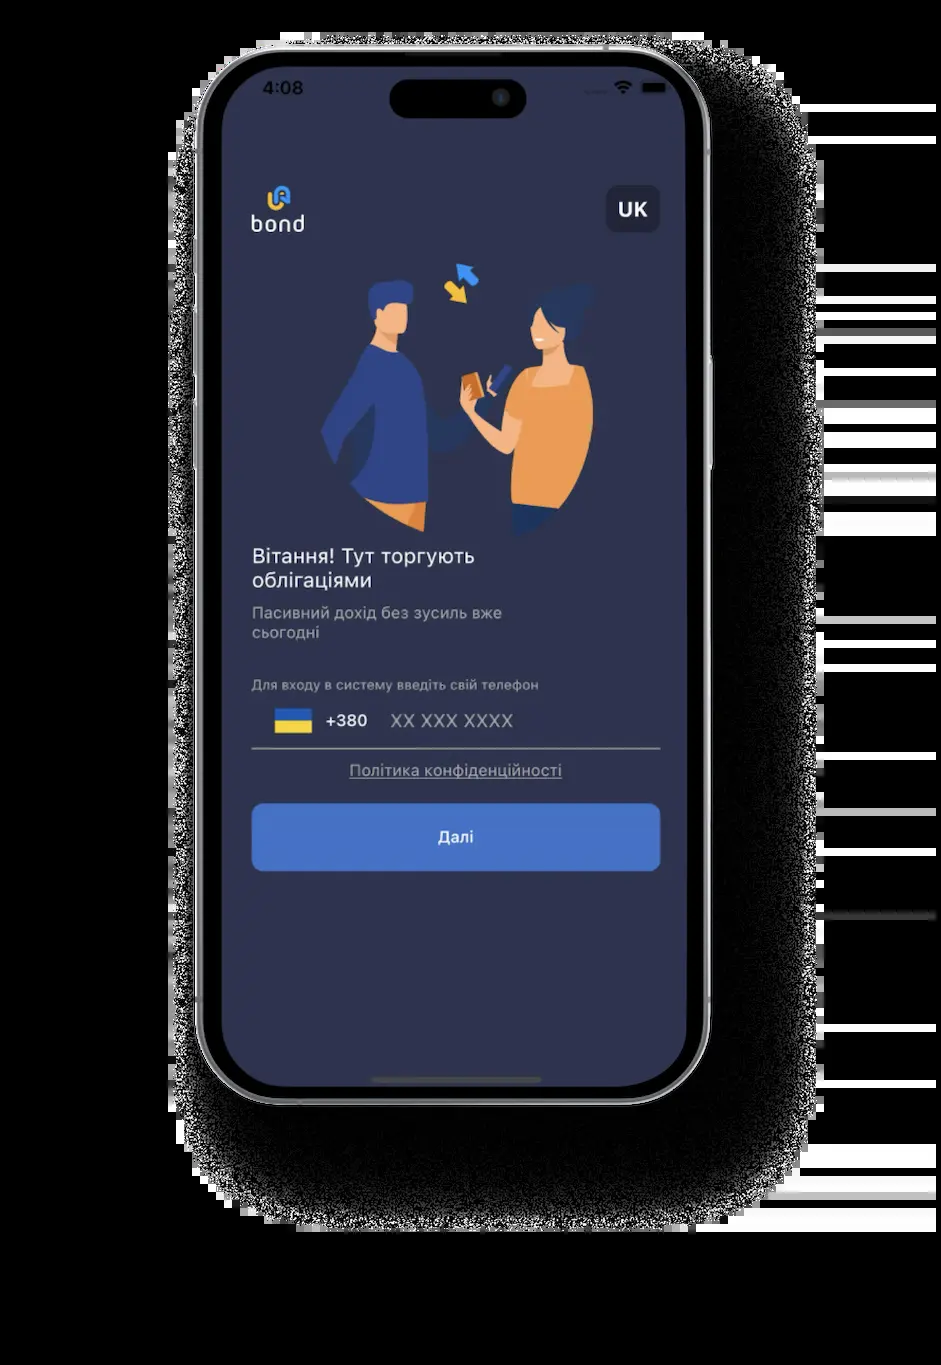 4:08
bond
UK
Вітання! Тут торгують
облігаціями
Пасивний дохід без зусиль вже
сьогодні
Для входу в систему введіть свій телефон
+380 XX XXX XXXX
Політика конфіденційності
Далі